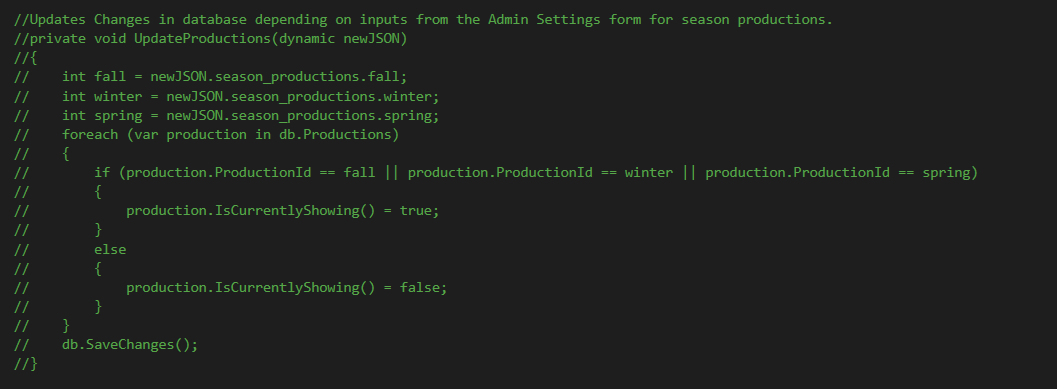 //Updates Changes in database depending on inputs from the Admin Settings form for season productions.
//private void UpdateProductions(dynamic newJSON)
//{
//    int fall = newJSON.season_productions.fall;
//    int winter = newJSON.season_productions.winter;
//    int spring = newJSON.season_productions.spring;
//    foreach (var production in db.Productions)
//    {
//        if (production.ProductionId == fall || production.ProductionId == winter || production.ProductionId == spring)
//        {
//            production.IsCurrentlyShowing() = true;
//        }
//        else
//        {
//            production.IsCurrentlyShowing() = false;
//        }
//    }
//    db.SaveChanges();
//}